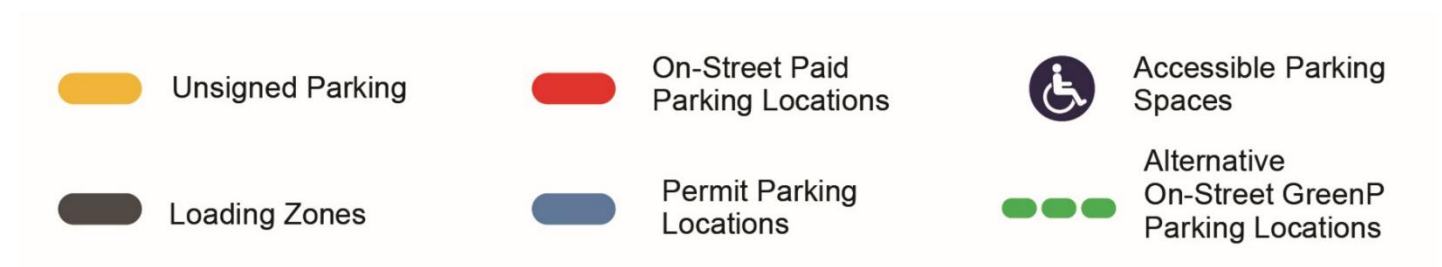 Unsigned Parking
On-Street Paid
Parking Locations
Accessible Parking
Spaces
Loading Zones
Permit Parking
Locations
Alternative
On-Street GreenP
Parking Locations